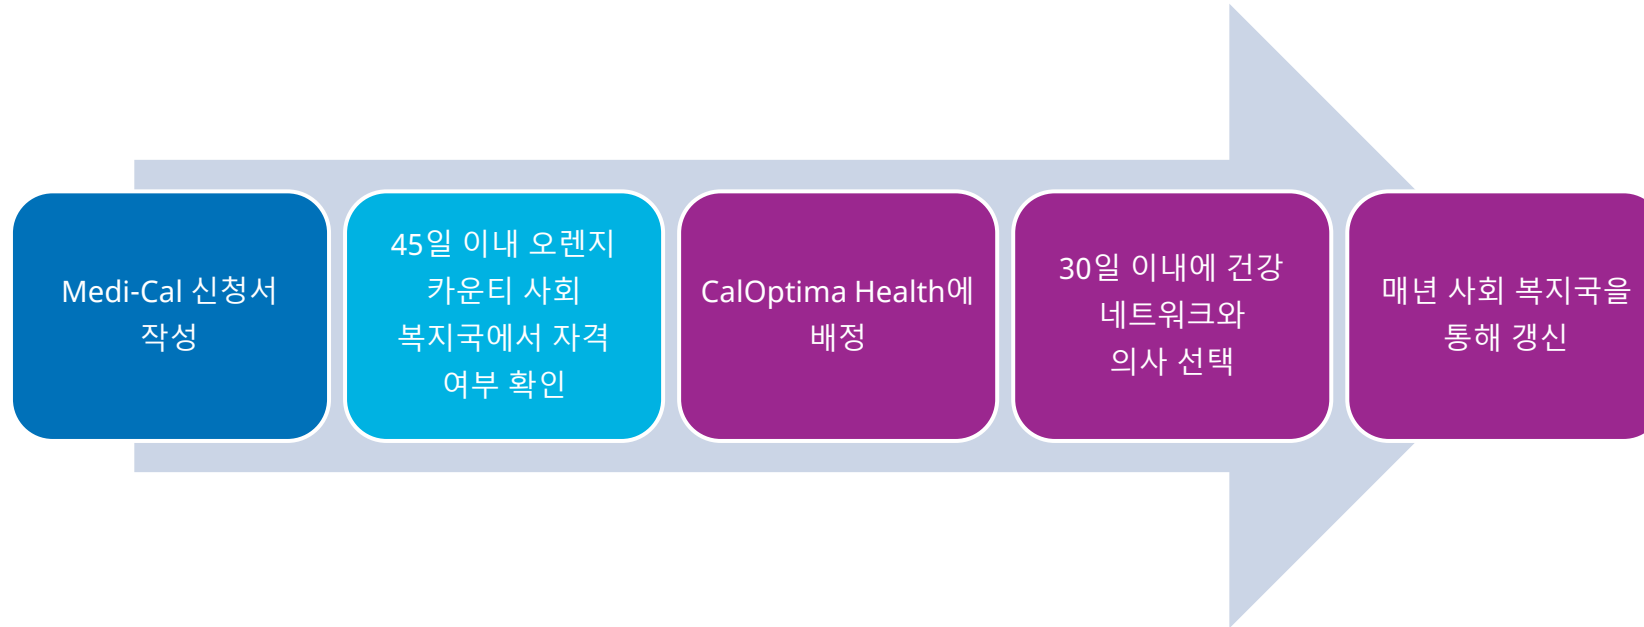 Medi-Cal 신청서
작성
45일 이내 오렌지
카운티 사회
복지국에서 자격
여부 확인
CalOptima Health에
배정
30일 이내에 건강
네트워크와
의사 선택
매년 사회 복지국을
통해 갱신